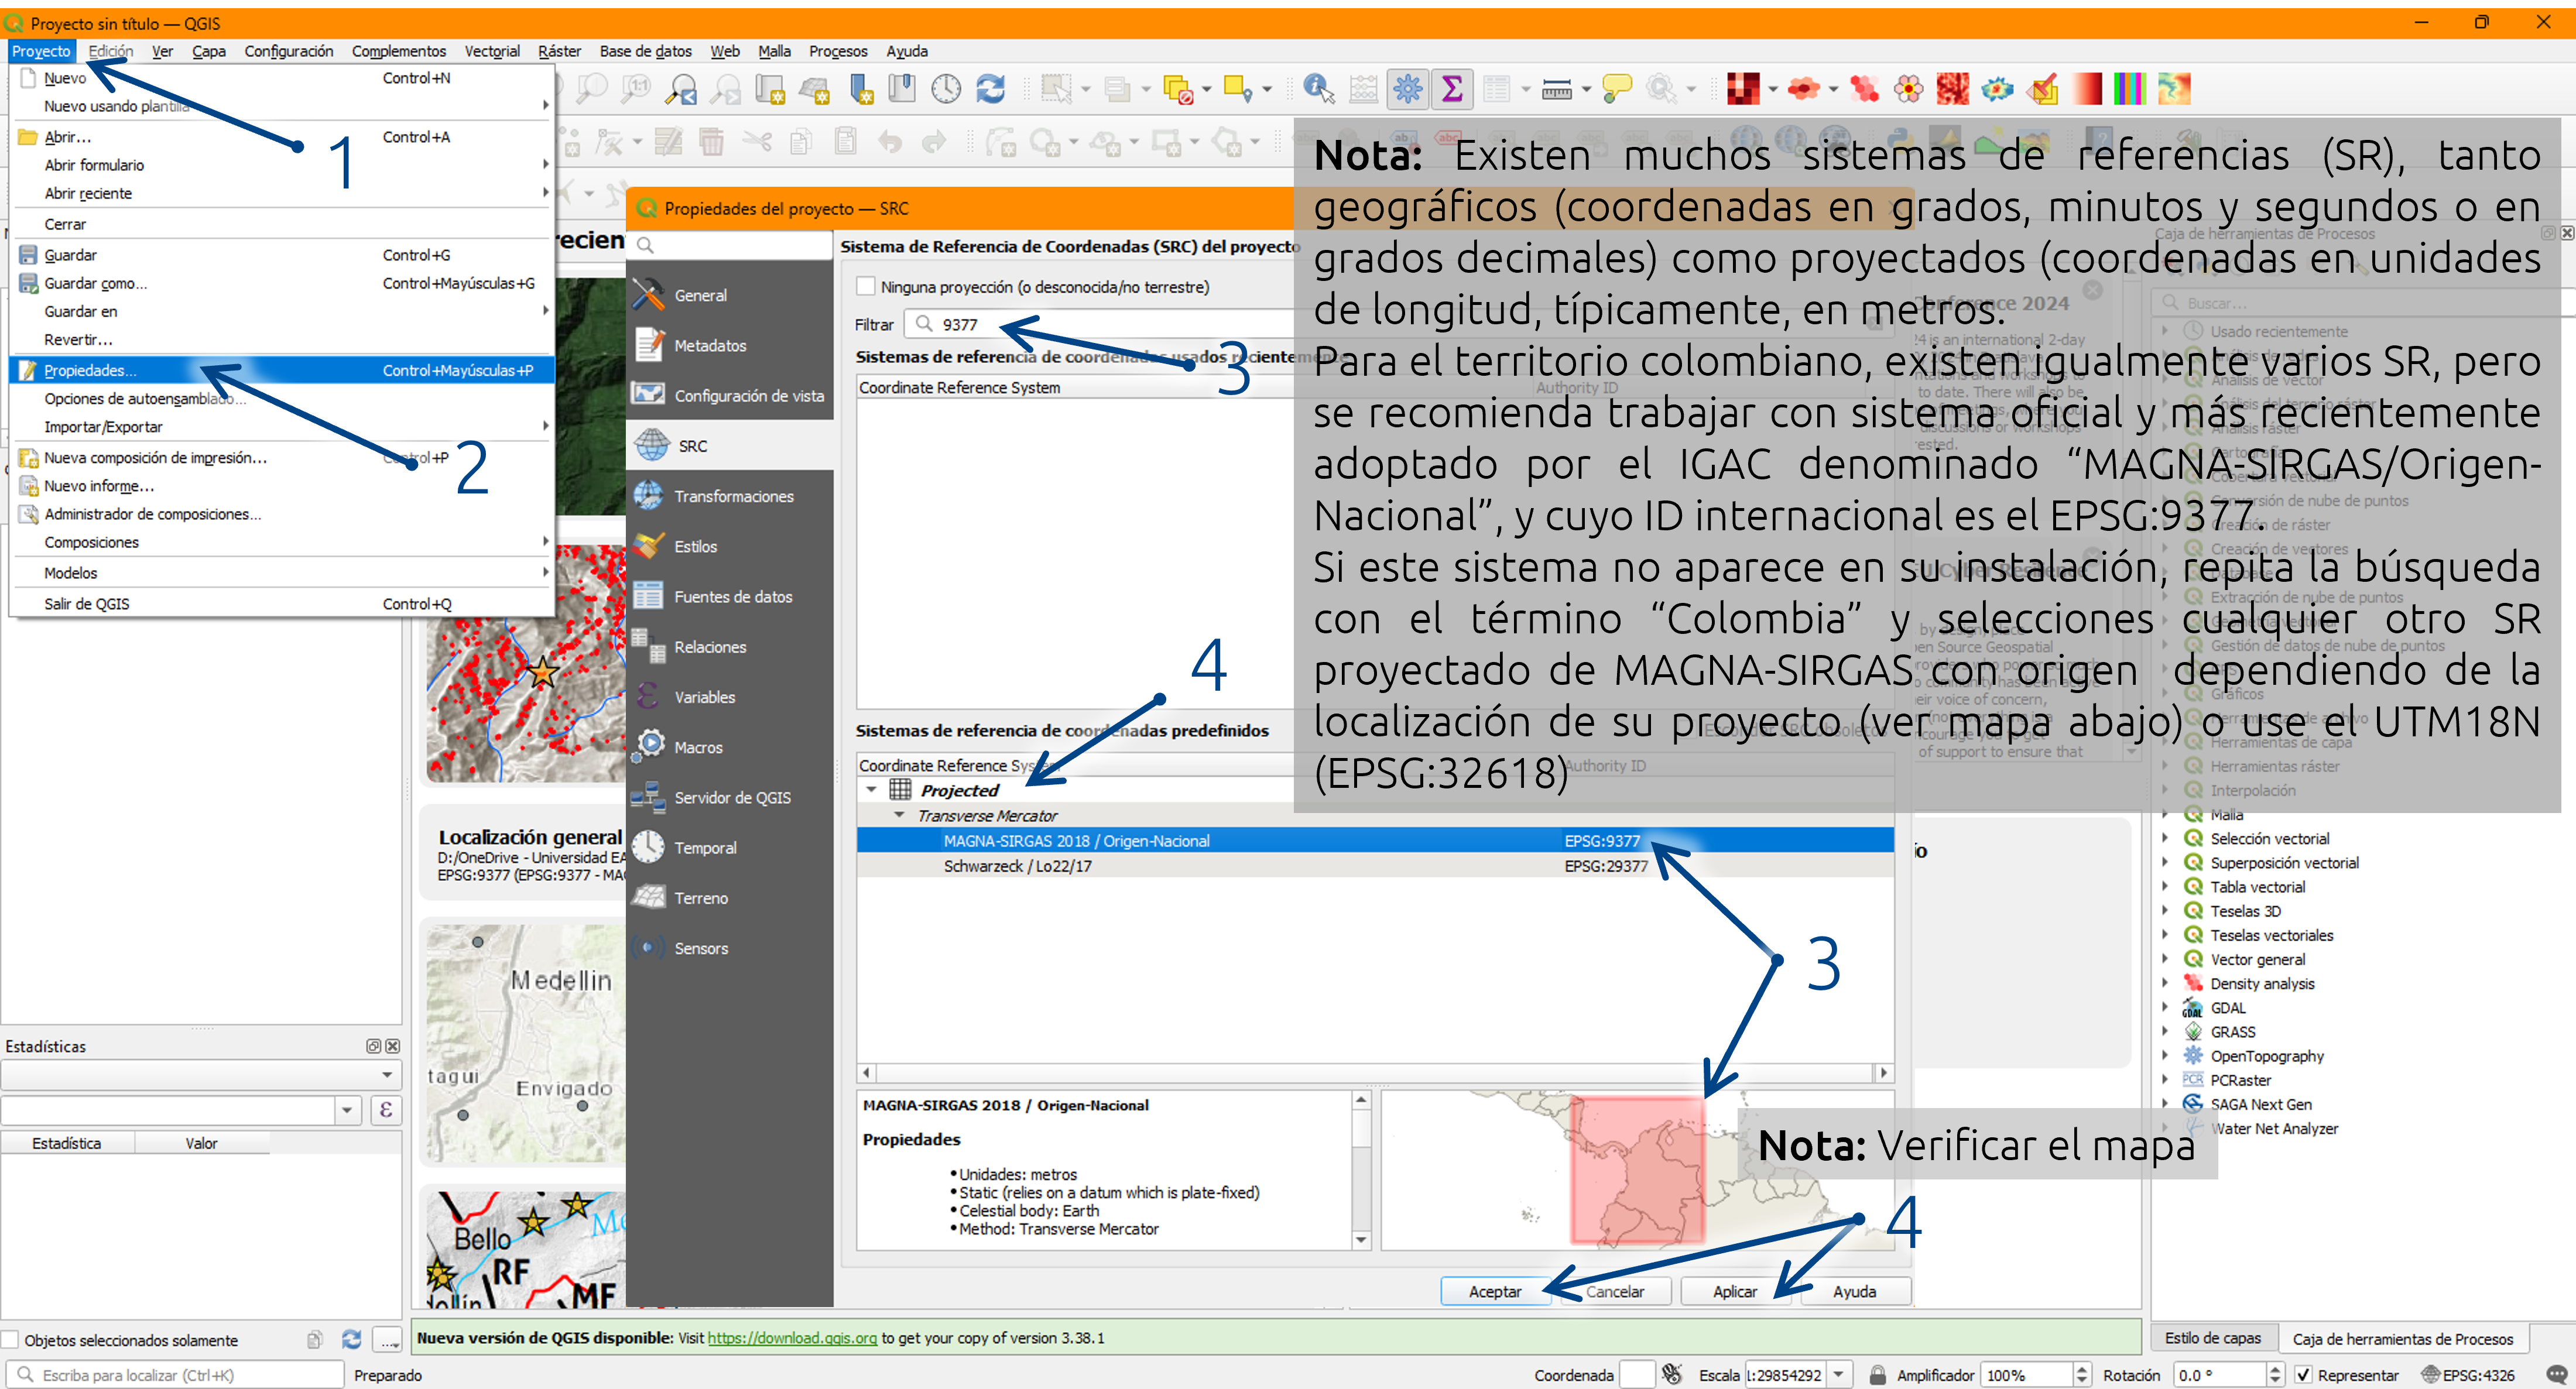 Proyecto sin título — QGIS
Proyecto Edición Ver Capa Configuración Complementos Vectorial Ráster Base de datos Web Malla Procesos Ayuda
Nuevo Control+N
Nuevo usando plantilla
Abrir... Control+A
Abrir formulario
Abrir reciente
Cerrar
Guardar Control+G
Guardar como... Control+Mayúsculas+G
Guardar en
Revertir...
Propiedades... Control+Mayúsculas+P
Opciones de autoensamblado...
Importar/Exportar
Nueva composición de impresión... Control+P
Nuevo informe...
Administrador de composiciones...
Composiciones
Modelos
Salir de QGIS Control+Q
1
2
Propiedades del proyecto — SRC
General
Metadatos
Configuración de vista
SRC
Transformaciones
Estilos
Fuentes de datos
Relaciones
Variables
Macros
Servidor de QGIS
Temporal
Terreno
Sensors
Sistema de Referencia de Coordenadas (SRC) del proyecto
Ninguna proyección (o desconocida/no terrestre)
Filtrar 9377
3
Sistemas de referencia de coordenadas usados recientemente
Coordinate Reference System Authority ID
4
Sistemas de referencia de coordenadas predefinidos
Coordinate Reference System Authority ID
Projected
Transverse Mercator
MAGNA-SIRGAS 2018 / Origen-Nacional EPSG:9377
Schwarzeck / Lo22/17 EPSG:29377
3
MAGNA-SIRGAS 2018 / Origen-Nacional
Propiedades
• Unidades: metros
• Static (relies on a datum which is plate-fixed)
• Celestial body: Earth
• Method: Transverse Mercator
4
Aceptar Cancelar Aplicar Ayuda
Nota: Existen muchos sistemas de referencias (SR), tanto
geográficos (coordenadas en grados, minutos y segundos o en
grados decimales) como proyectados (coordenadas en unidades
de longitud, típicamente, en metros.
Para el territorio colombiano, existen igualmente varios SR, pero
se recomienda trabajar con sistema oficial y más recientemente
adoptado por el IGAC denominado “MAGNA-SIRGAS/Origen-
Nacional”, y cuyo ID internacional es el EPSG:9377.
Si este sistema no aparece en su instalación, repita la búsqueda
con el término “Colombia” y selecciones cualquier otro SR
proyectado de MAGNA-SIRGAS con origen dependiendo de la
localización de su proyecto (ver mapa abajo) o use el UTM18N
(EPSG:32618)
Nota: Verificar el mapa
Caja de herramientas de Procesos
Buscar...
Usado recientemente
Análisis de redes
Análisis de vector
Análisis del terreno ráster
Análisis ráster
Cartografía
Cobertura vectorial
Conversión de nube de puntos
Creación de ráster
Creación de vectores
Extracción de nube de puntos
Geometría vectorial
Gestión de datos de nube de puntos
Gráficos
Herramientas de archivo
Herramientas de capa
Herramientas ráster
Interpolación
Malla
Selección vectorial
Superposición vectorial
Tabla vectorial
Teselas 3D
Teselas vectoriales
Vector general
Density analysis
GDAL
GRASS
OpenTopography
PCRaster
SAGA Next Gen
Water Net Analyzer
Localización general
D:/OneDrive - Universidad EA
EPSG:9377 (EPSG:9377 - MA
Medellin
tagui
Envigado
Bello
RF
MF
Estadísticas
Estadística Valor
Objetos seleccionados solamente
Nueva versión de QGIS disponible: Visit https://download.qgis.org to get your copy of version 3.38.1
Estilo de capas Caja de herramientas de Procesos
Escriba para localizar (Ctrl+K) Preparado
Coordenada Escala 1:29854292 Amplificador 100% Rotación 0.0 ° Representar EPSG:4326